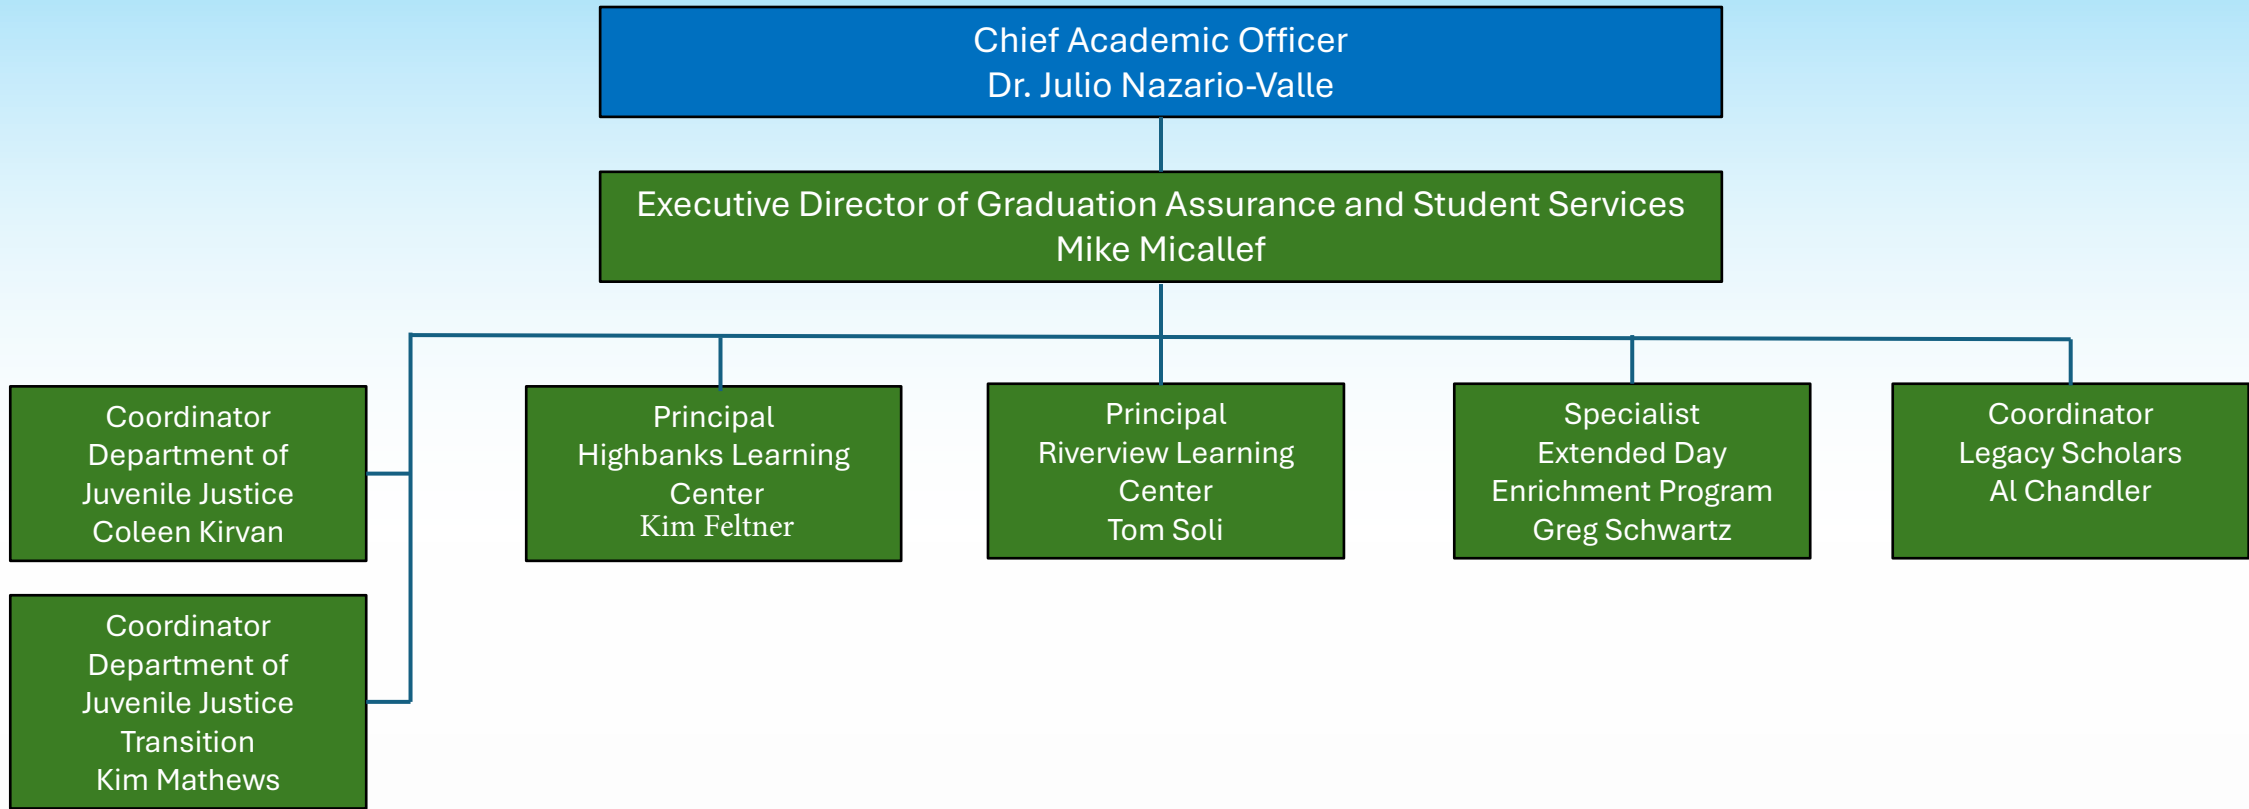 Chief Academic Officer
Dr. Julio Nazario-Valle
Executive Director of Graduation Assurance and Student Services
Mike Micallef
Coordinator
Department of
Juvenile Justice
Coleen Kirvan
Principal
Highbanks Learning
Center
Kim Feltner
Principal
Riverview Learning
Center
Tom Soli
Specialist
Extended Day
Enrichment Program
Greg Schwartz
Coordinator
Legacy Scholars
Al Chandler
Coordinator
Department of
Juvenile Justice
Transition
Kim Mathews